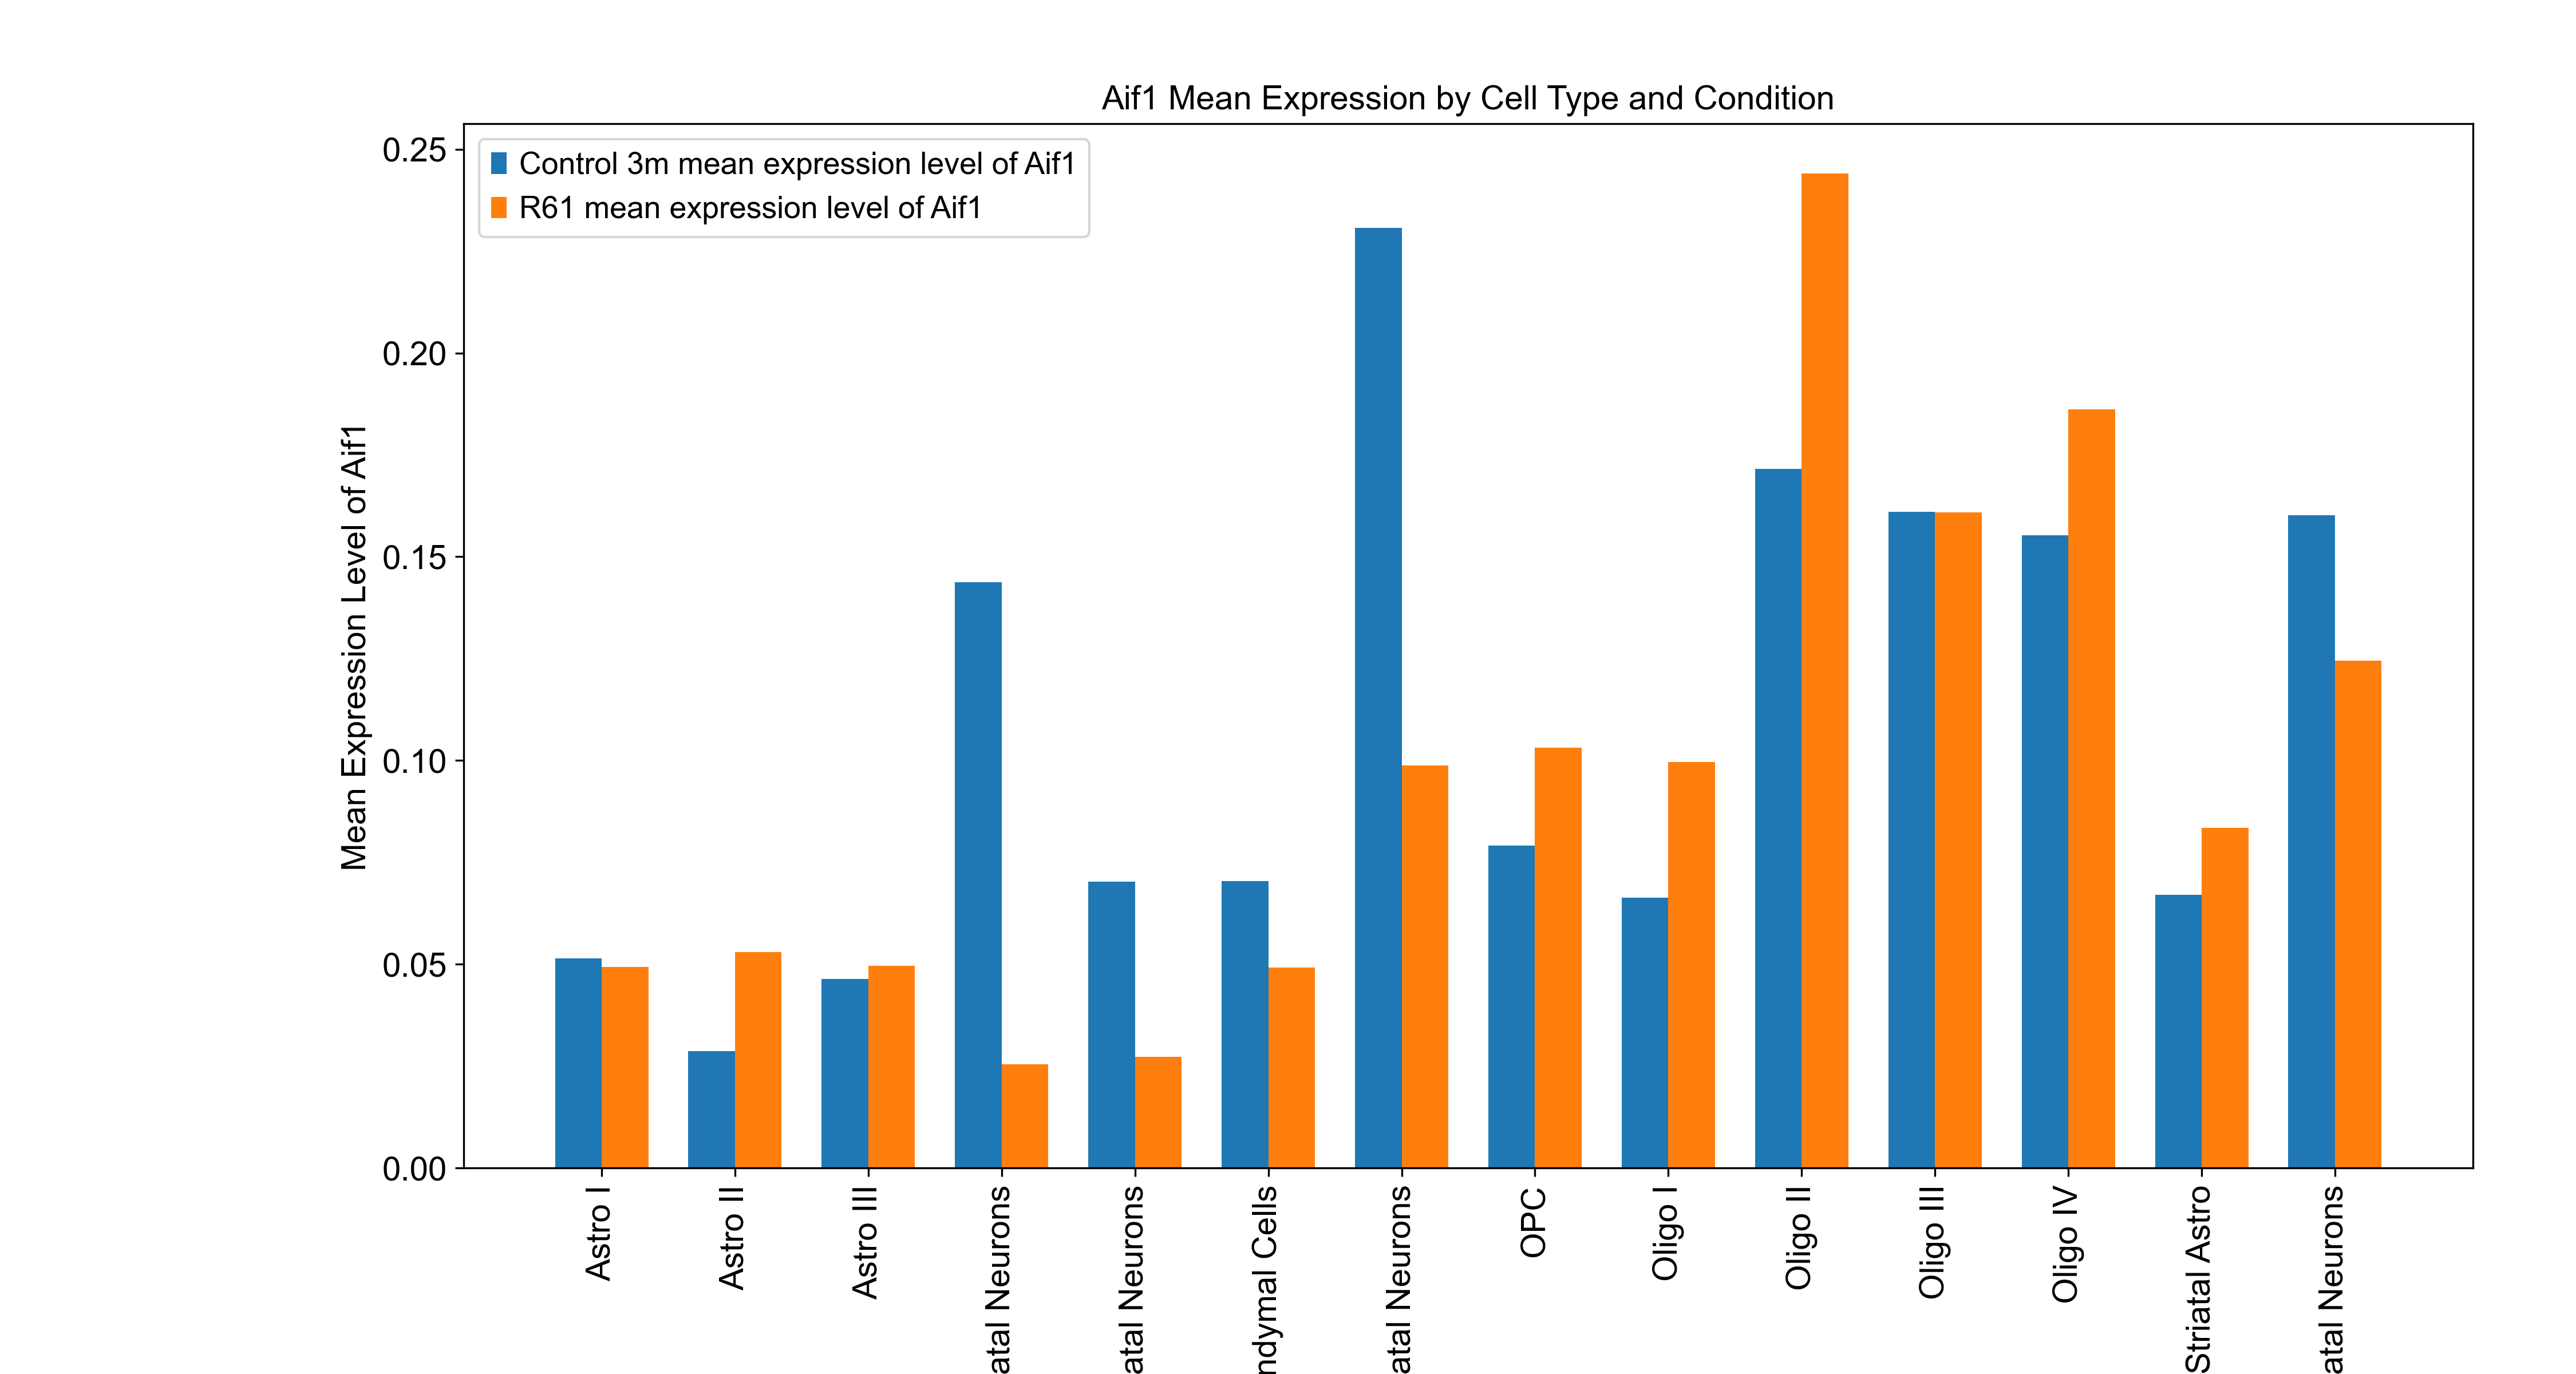 Aif1 Mean Expression by Cell Type and Condition
Control 3m mean expression level of Aif1
R61 mean expression level of Aif1
Mean Expression Level of Aif1
0.25
0.20
0.15
0.10
0.05
0.00
Astro I
Astro II
Astro III
atal Neurons
atal Neurons
ndymal Cells
atal Neurons
OPC
Oligo I
Oligo II
Oligo III
Oligo IV
Striatal Astro
atal Neurons